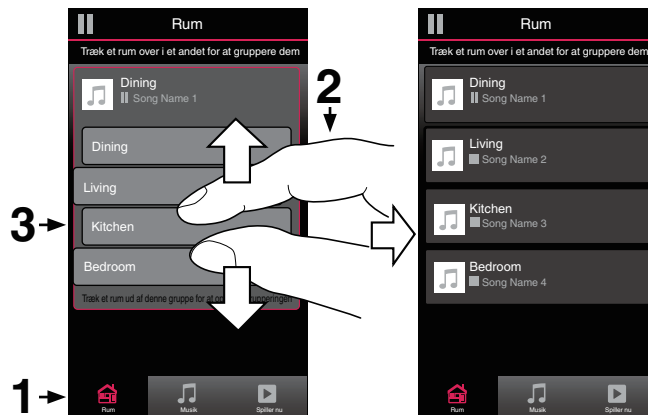 Rum
Træk et rum over i et andet for at gruppere dem
Dining
Song Name 1
Dining
Living
Kitchen
Bedroom
Træk et rum ud af denne gruppe for at op grupperingen
Rum
Musik
Spiller nu
1
2
3
Rum
Træk et rum over i et andet for at gruppere dem
Dining
Song Name 1
Living
Song Name 2
Kitchen
Song Name 3
Bedroom
Song Name 4
Rum
Musik
Spiller nu